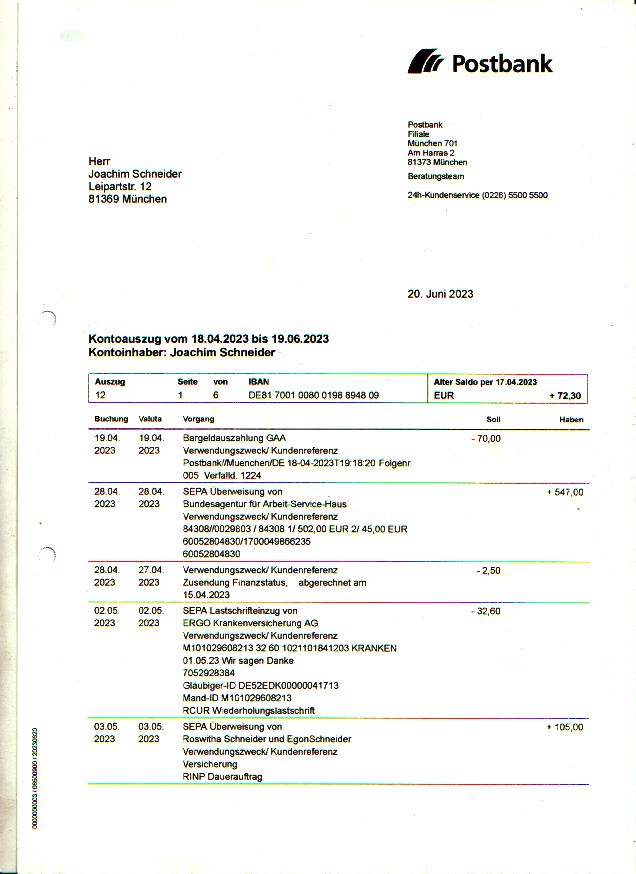 Postbank
Postbank
Filiale
München 701
Am Harras 2
81373 München
Beratungsteam
24h-Kundenservice (0228) 5500 5500
Herr
Joachim Schneider
Leipartstr. 12
81369 München
20. Juni 2023
Kontoauszug vom 18.04.2023 bis 19.06.2023
Kontoinhaber: Joachim Schneider
Auszug Seite von IBAN Alter Saldo per 17.04.2023
12 1 6 DE81 7001 0080 0198 8948 09 EUR + 72,30
Buchung Valuta Vorgang Soll Haben
19.04. 19.04. Bargeldauszahlung GAA - 70,00
2023 2023 Verwendungszweck/ Kundenreferenz
Postbank//Muenchen/DE 18-04-2023T19:18:20 Folgenr.
005 Verfalld. 1224
28.04. 28.04. SEPA Überweisung von + 547,00
2023 2023 Bundesagentur für Arbeit-Service-Haus
Verwendungszweck/ Kundenreferenz
84308//0029803 / 84308 1/ 502,00 EUR 2/ 45,00 EUR
60052804830/1700049866235
60052804830
28.04. 27.04. Verwendungszweck/ Kundenreferenz - 2,50
2023 2023 Zusendung Finanzstatus, abgerechnet am
15.04.2023
02.05. 02.05. SEPA Lastschrifteinzug von - 32,60
2023 2023 ERGO Krankenversicherung AG
Verwendungszweck/ Kundenreferenz
M101029608213 32 60 1021101841203 KRANKEN
01.05.23 Wir sagen Danke
7052928384
Gläubiger-ID DE52EDK00000041713
Mand-ID M101029608213
RCUR Wiederholungslastschrift
03.05. 03.05. SEPA Überweisung von + 105,00
2023 2023 Roswitha Schneider und EgonSchneider
Verwendungszweck/ Kundenreferenz
Versicherung
RINP Dauerauftrag